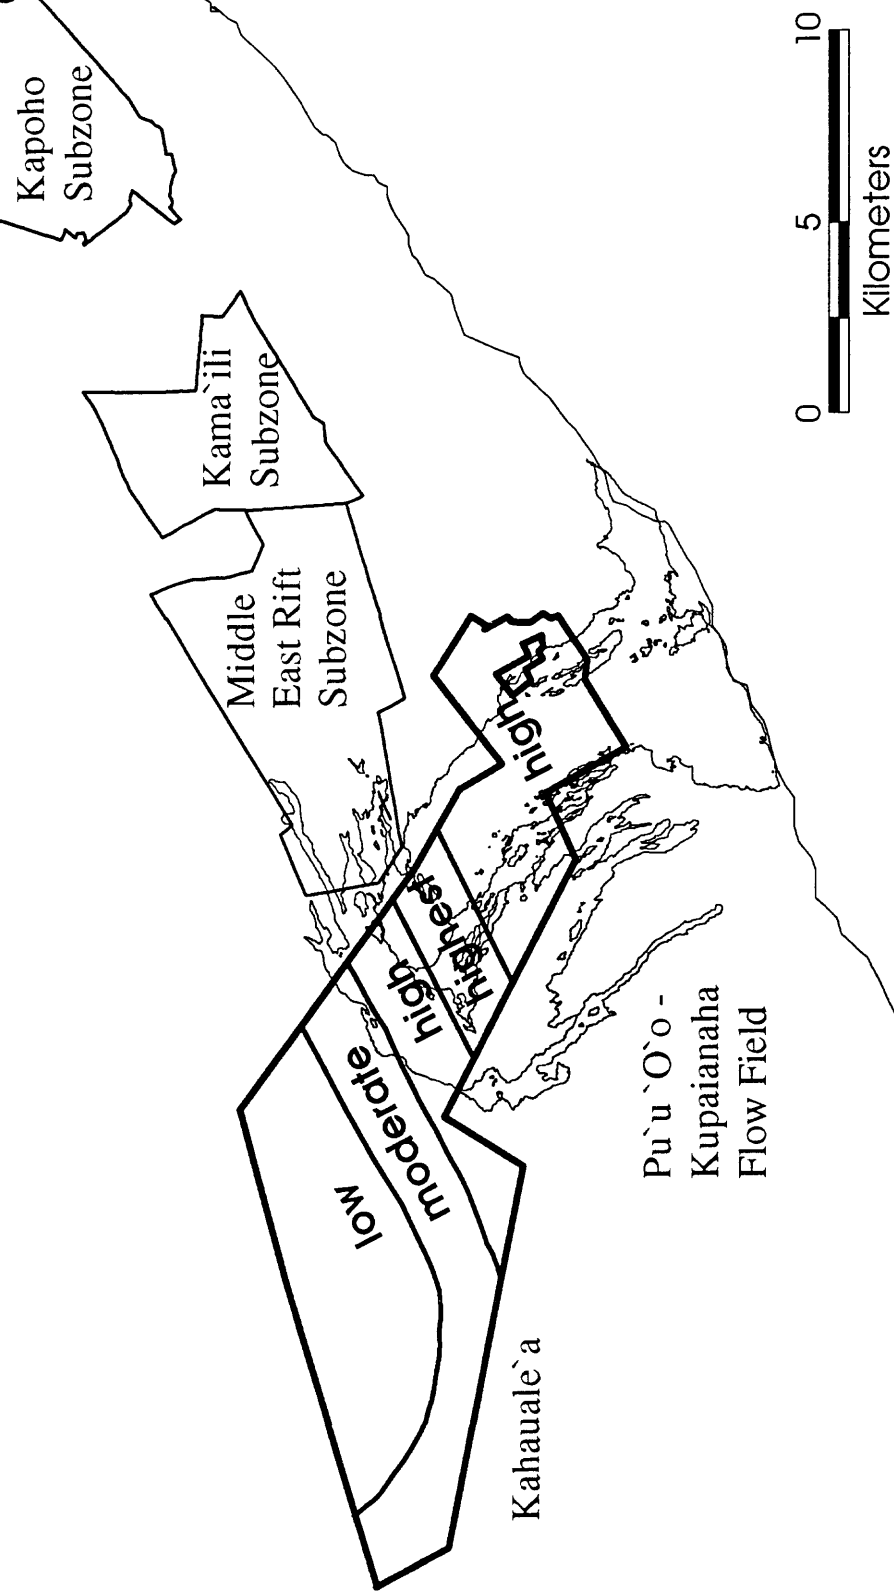 Kapoho
Subzone
Kama`ili
Subzone
Middle
East Rift
Subzone
high
highest
high
moderate
low
Pu`u `O`o -
Kupaianaha
Flow Field
Kahauale`a
0 5 10
Kilometers